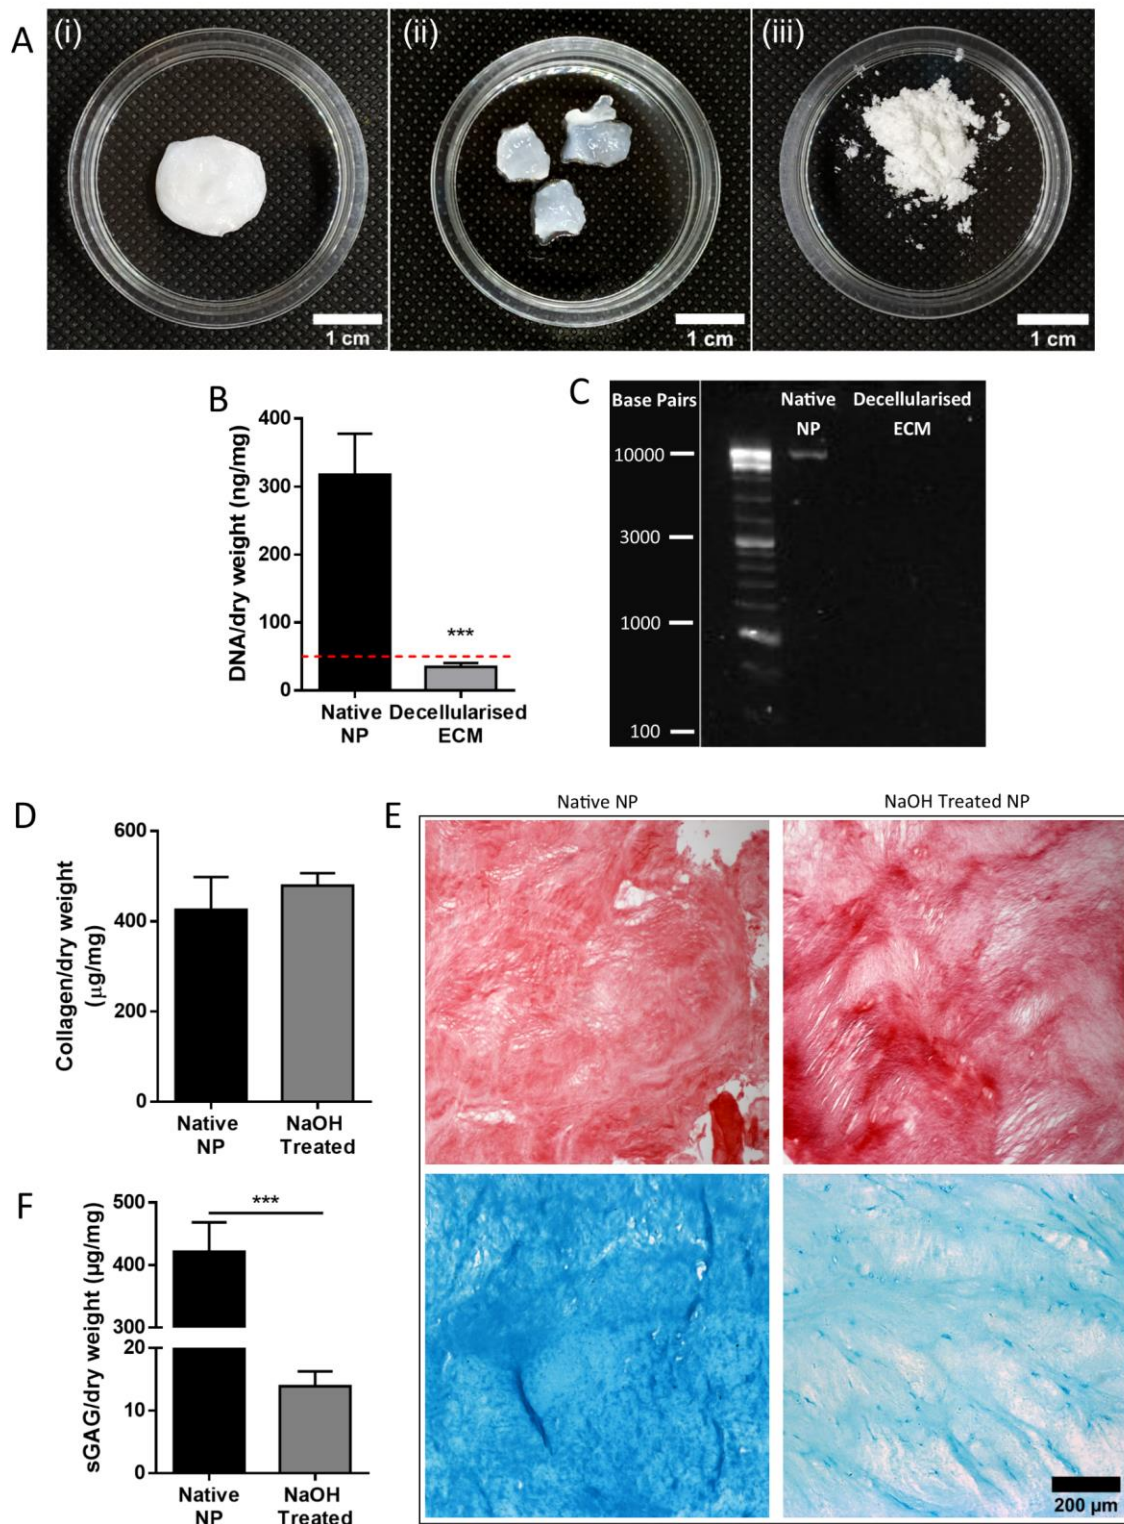 A
(i)
(ii)
(iii)
1 cm
1 cm
1 cm
B
DNA/dry weight (ng/mg)
400
300
200
100
0
***
Native
NP
Decellularised
ECM
C
Base Pairs
Native
NP
Decellularised
ECM
10000
3000
1000
100
D
Collagen/dry weight
(µg/mg)
600
400
200
0
Native
NP
NaOH
Treated
E
Native NP
NaOH Treated NP
200 µm
F
sGAG/dry weight (µg/mg)
500
400
300
20
10
0
***
Native
NP
NaOH
Treated